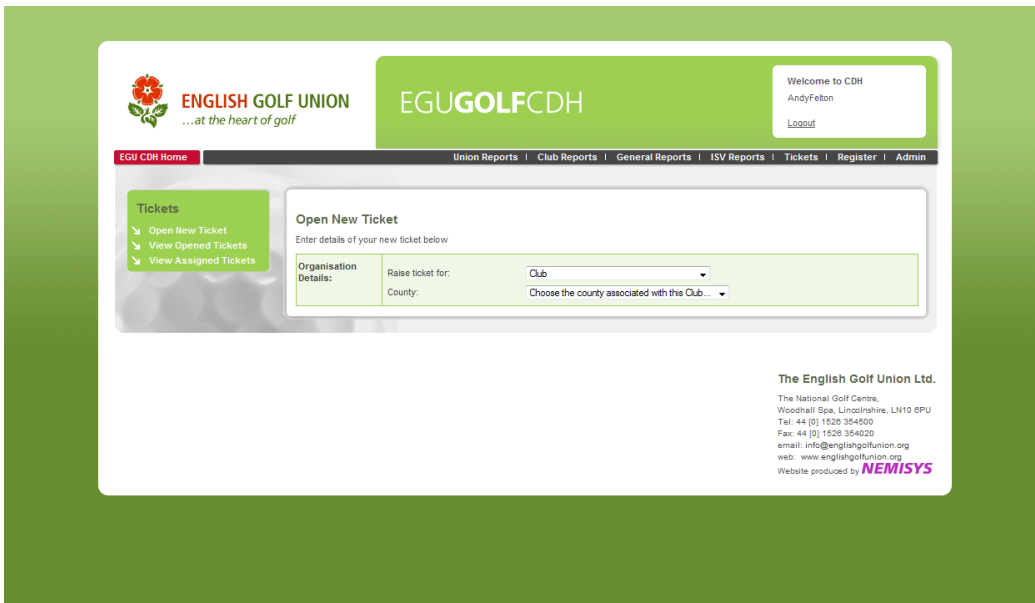 ENGLISH GOLF UNION
...at the heart of golf
EGUGOLFCDH
Welcome to CDH
AndyFelton
Logout
EGU CDH Home
Union Reports | Club Reports | General Reports | ISV Reports | Tickets | Register | Admin
Tickets
Open New Ticket
View Opened Tickets
View Assigned Tickets
Open New Ticket
Enter details of your new ticket below
Organisation Details:
Raise ticket for: Club
County: Choose the county associated with this Club...
The English Golf Union Ltd.
The National Golf Centre,
Woodhall Spa, Lincolnshire, LN10 6PU
Tel: 44 [0] 1526 354500
Fax: 44 [0] 1526 354020
email: info@englishgolfunion.org
web: www.englishgolfunion.org
Website produced by NEMISYS